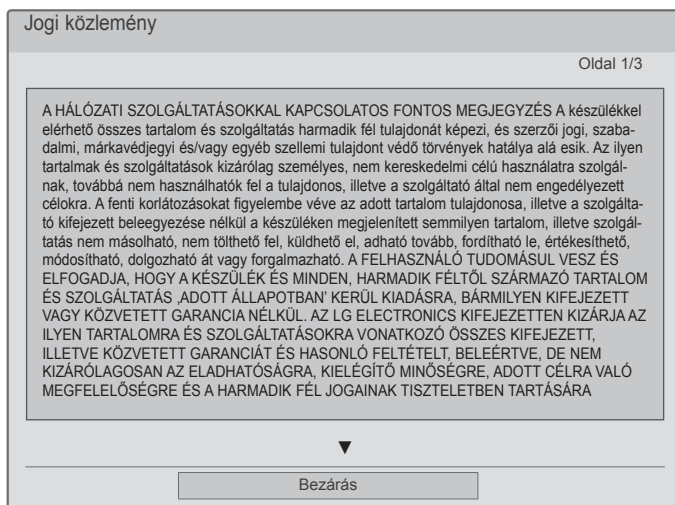 Jogi közlemény
Oldal 1/3
A HÁLÓZATI SZOLGÁLTATÁSOKKAL KAPCSOLATOS FONTOS MEGJEGYZÉS A készülékkel
elérhető összes tartalom és szolgáltatás harmadik fél tulajdonát képezi, és szerzői jogi, szaba-
dalmi, márkavédjegyi és/vagy egyéb szellemi tulajdont védő törvények hatálya alá esik. Az ilyen
tartalmak és szolgáltatások kizárólag személyes, nem kereskedelmi célú használatra szolgál-
nak, továbbá nem használhatók fel a tulajdonos, illetve a szolgáltató által nem engedélyezett
célokra. A fenti korlátozásokat figyelembe véve az adott tartalom tulajdonosa, illetve a szolgálta-
tó kifejezett beleegyezése nélkül a készüléken megjelenített semmilyen tartalom, illetve szolgál-
tatás nem másolható, nem tölthető fel, küldhető el, adható tovább, fordítható le, értékesíthető,
módosítható, dolgozható át vagy forgalmazható. A FELHASZNÁLÓ TUDOMÁSUL VESZ ÉS
ELFOGADJA, HOGY A KÉSZÜLÉK ÉS MINDEN, HARMADIK FÉLTŐL SZÁRMAZÓ TARTALOM
ÉS SZOLGÁLTATÁS ‚ADOTT ÁLLAPOTBAN' KERÜL KIADÁSRA, BÁRMILYEN KIFEJEZETT
VAGY KÖZVETETT GARANCIA NÉLKÜL. AZ LG ELECTRONICS KIFEJEZETTEN KIZÁRJA AZ
ILYEN TARTALOMRA ÉS SZOLGÁLTATÁSOKRA VONATKOZÓ ÖSSZES KIFEJEZETT,
ILLETVE KÖZVETETT GARANCIÁT ÉS HASONLÓ FELTÉTELT, BELEÉRTVE, DE NEM
KIZÁRÓLAGOSAN AZ ELADHATÓSÁGRA, KIELÉGÍTŐ MINŐSÉGRE, ADOTT CÉLRA VALÓ
MEGFELELŐSÉGRE ÉS A HARMADIK FÉL JOGAINAK TISZTELETBEN TARTÁSÁRA
▼
Bezárás